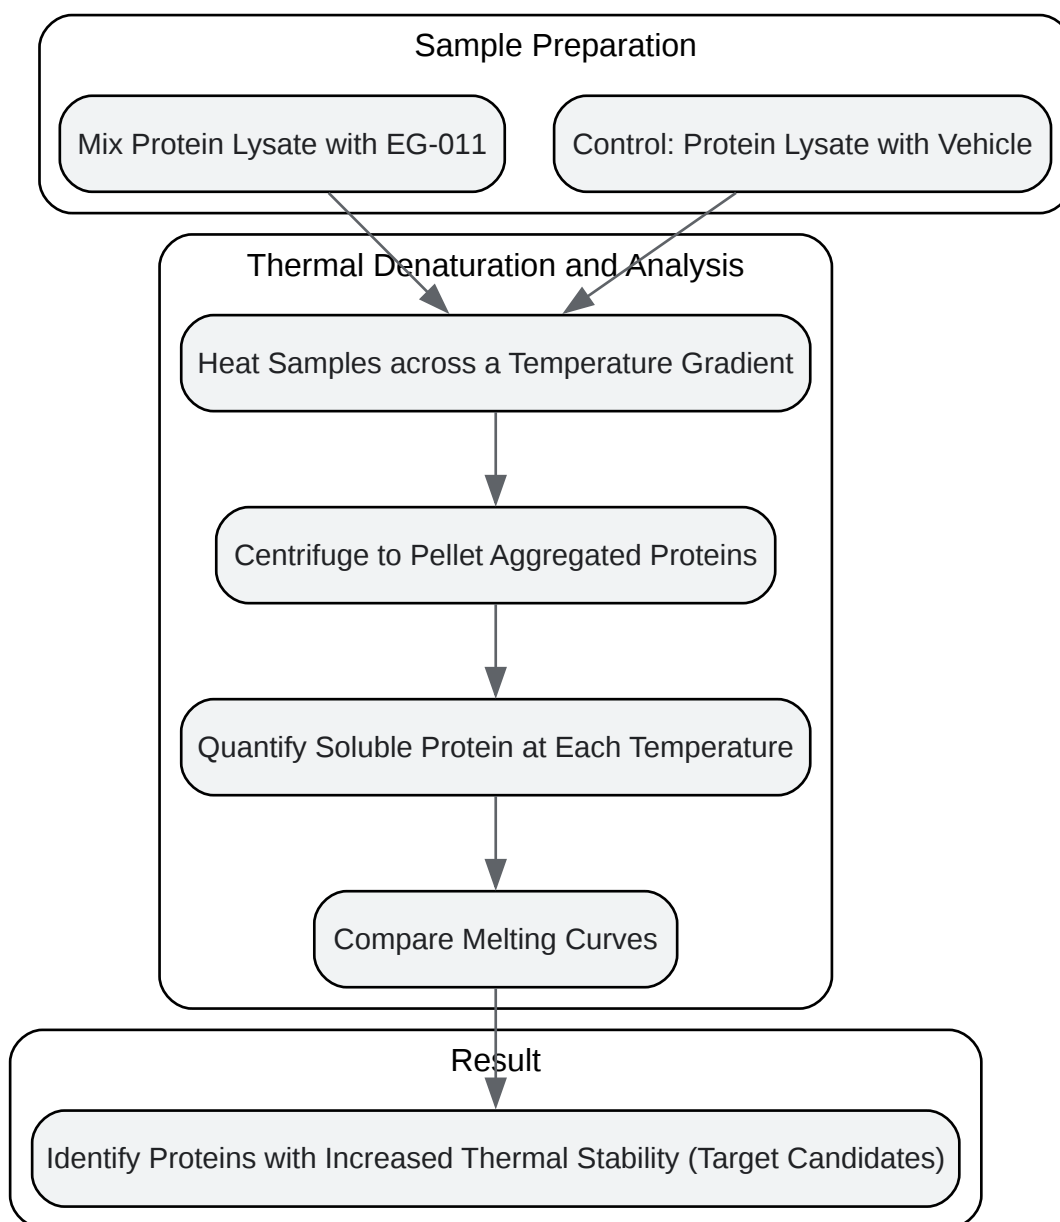 Sample Preparation
Mix Protein Lysate with EG-011
Control: Protein Lysate with Vehicle
Thermal Denaturation and Analysis
Heat Samples across a Temperature Gradient
Centrifuge to Pellet Aggregated Proteins
Quantify Soluble Protein at Each Temperature
Compare Melting Curves
Result
Identify Proteins with Increased Thermal Stability (Target Candidates)